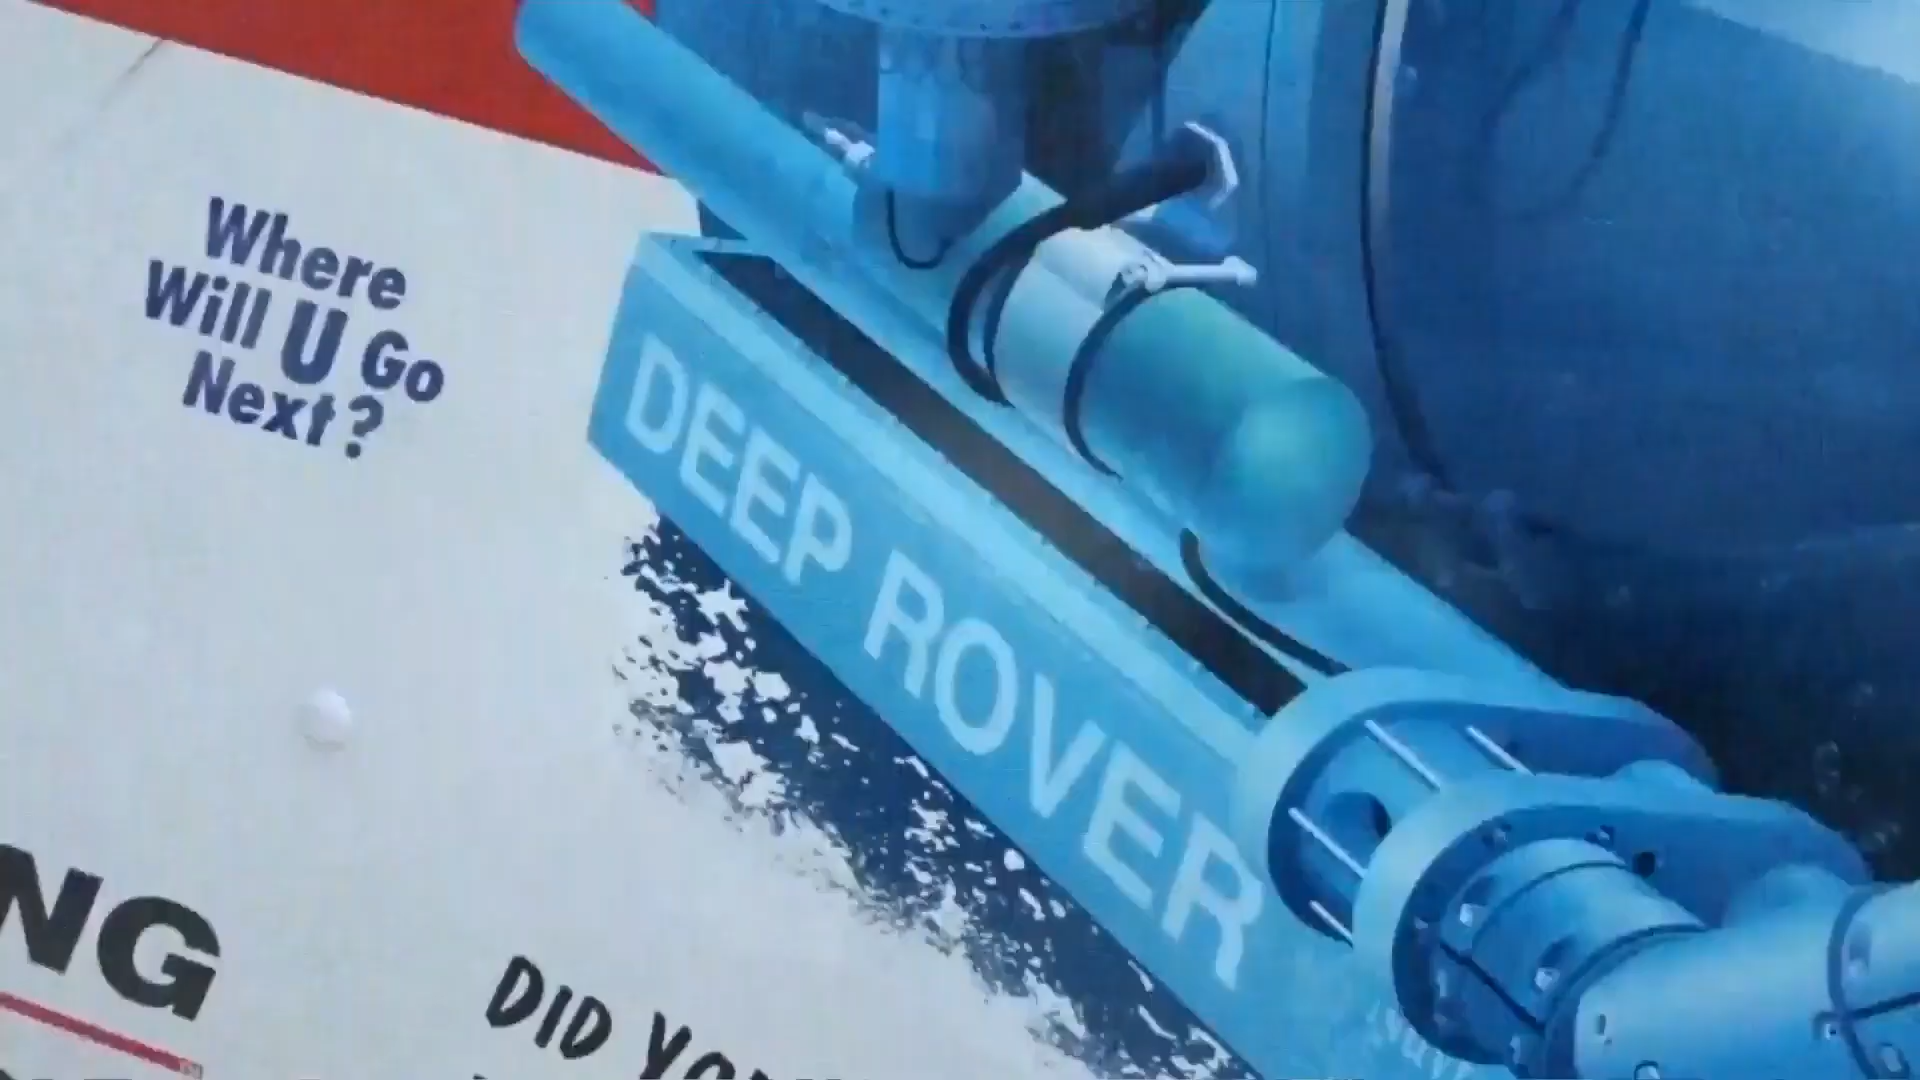 Where
Will U Go
Next?
DEEP ROVER
NG
DID YO